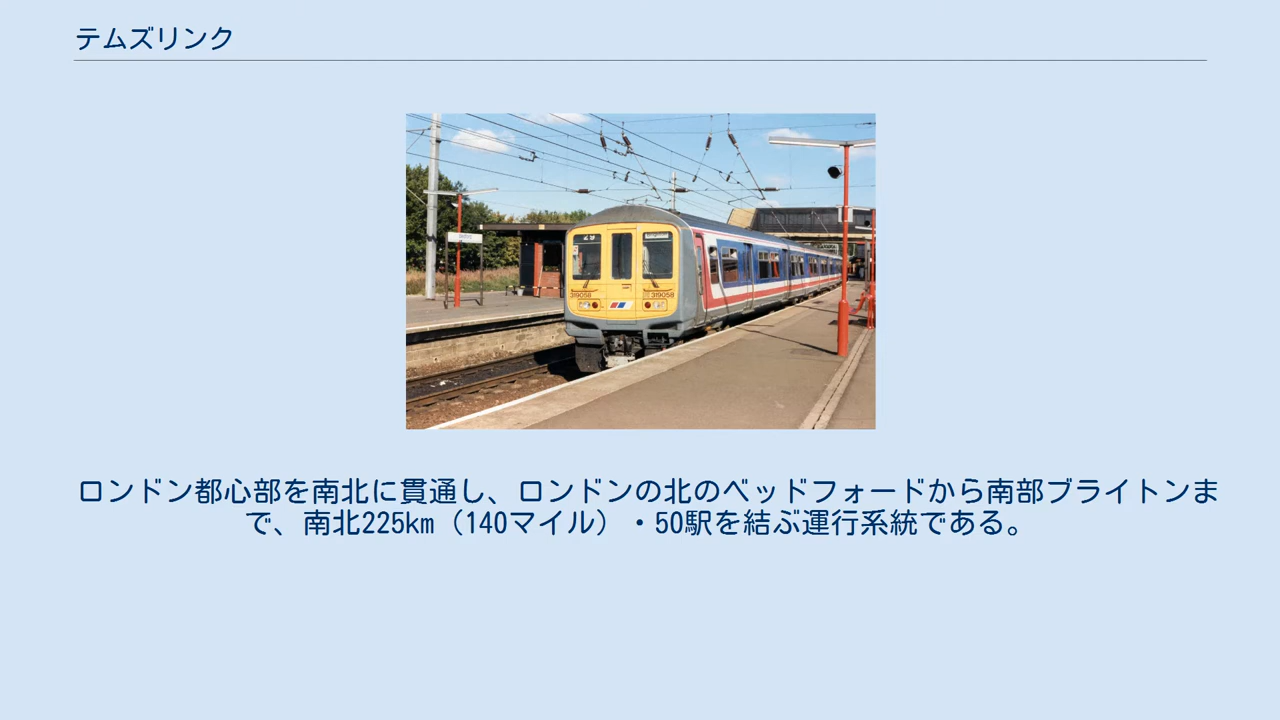 テムズリンク
29
319058
319058
ロンドン都心部を南北に貫通し、ロンドンの北のベッドフォードから南部ブライトンま
で、南北225km（140マイル）・50駅を結ぶ運行系統である。